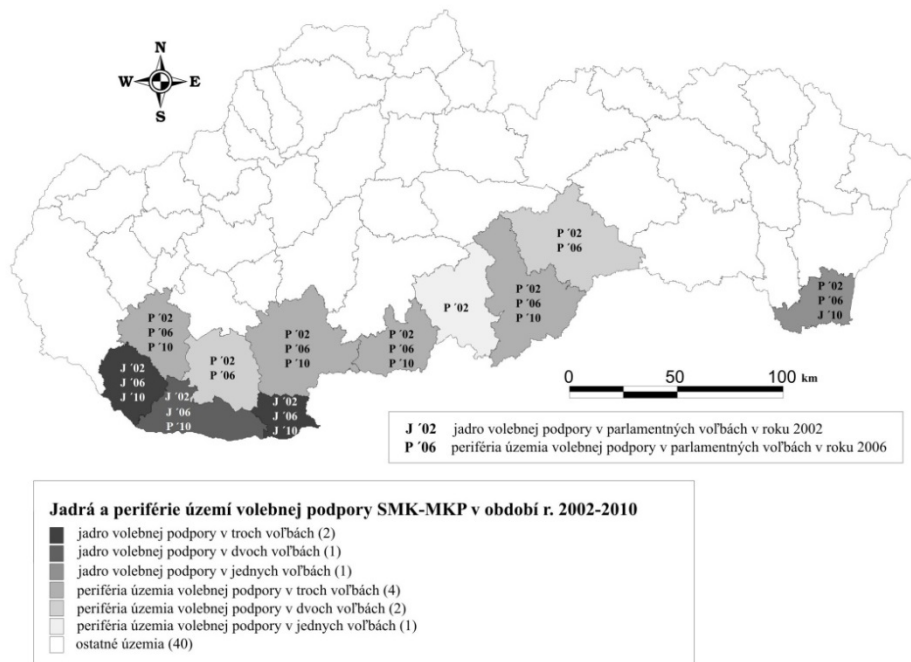 N
W E
S
P ´02
P ´06
P ´02
P ´06
P ´10
P ´02
P ´02
P ´06
J ´10
P ´02
P ´06
P ´10
P ´02
P ´06
P ´10
P ´02
P ´06
P ´10
P ´02
P ´06
J ´02
J ´06
J ´10
J ´02
J ´06
P ´10
J ´02
J ´06
J ´10
0 50 100 km
J ´02 jadro volebnej podpory v parlamentných voľbách v roku 2002
P ´06 periféria územia volebnej podpory v parlamentných voľbách v roku 2006
Jadrá a periférie území volebnej podpory SMK-MKP v období r. 2002-2010
jadro volebnej podpory v troch voľbách (2)
jadro volebnej podpory v dvoch voľbách (1)
jadro volebnej podpory v jednych voľbách (1)
periféria územia volebnej podpory v troch voľbách (4)
periféria územia volebnej podpory v dvoch voľbách (2)
periféria územia volebnej podpory v jednych voľbách (1)
ostatné územia (40)